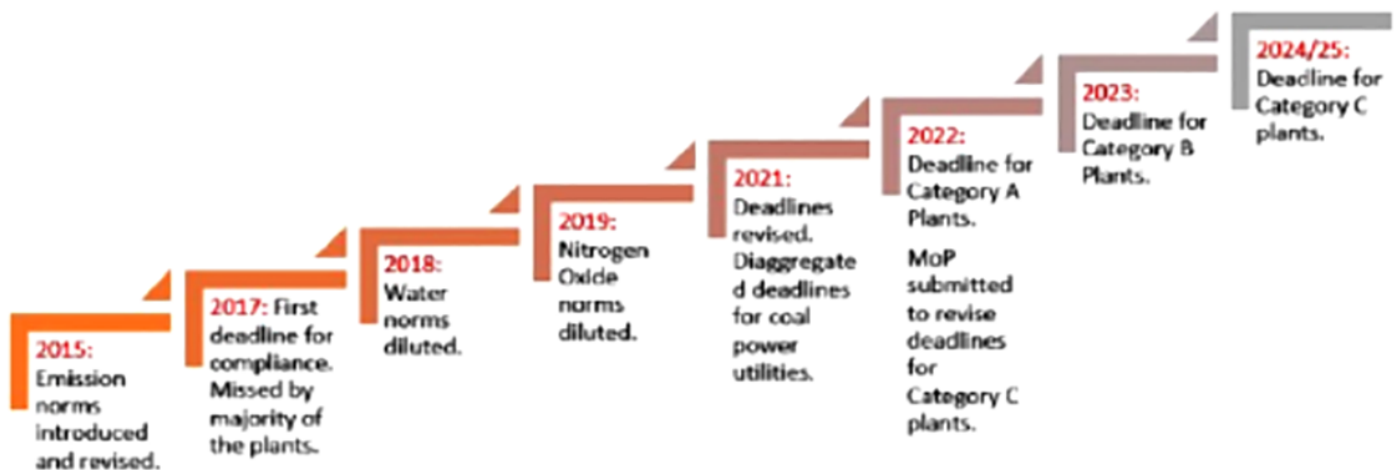 2015:
Emission
norms
introduced
and revised.
2017: First
deadline for
compliance.
Missed by
majority of
the plants.
2018:
Water
norms
diluted.
2019:
Nitrogen
Oxide
norms
diluted.
2021:
Deadlines
revised.
Diaggregate
d deadlines
for coal
power
utilities.
2022:
Deadline for
Category A
Plants.
MoP
submitted
to revise
deadlines
for
Category C
plants.
2023:
Deadline for
Category B
Plants.
2024/25:
Deadline for
Category C
plants.